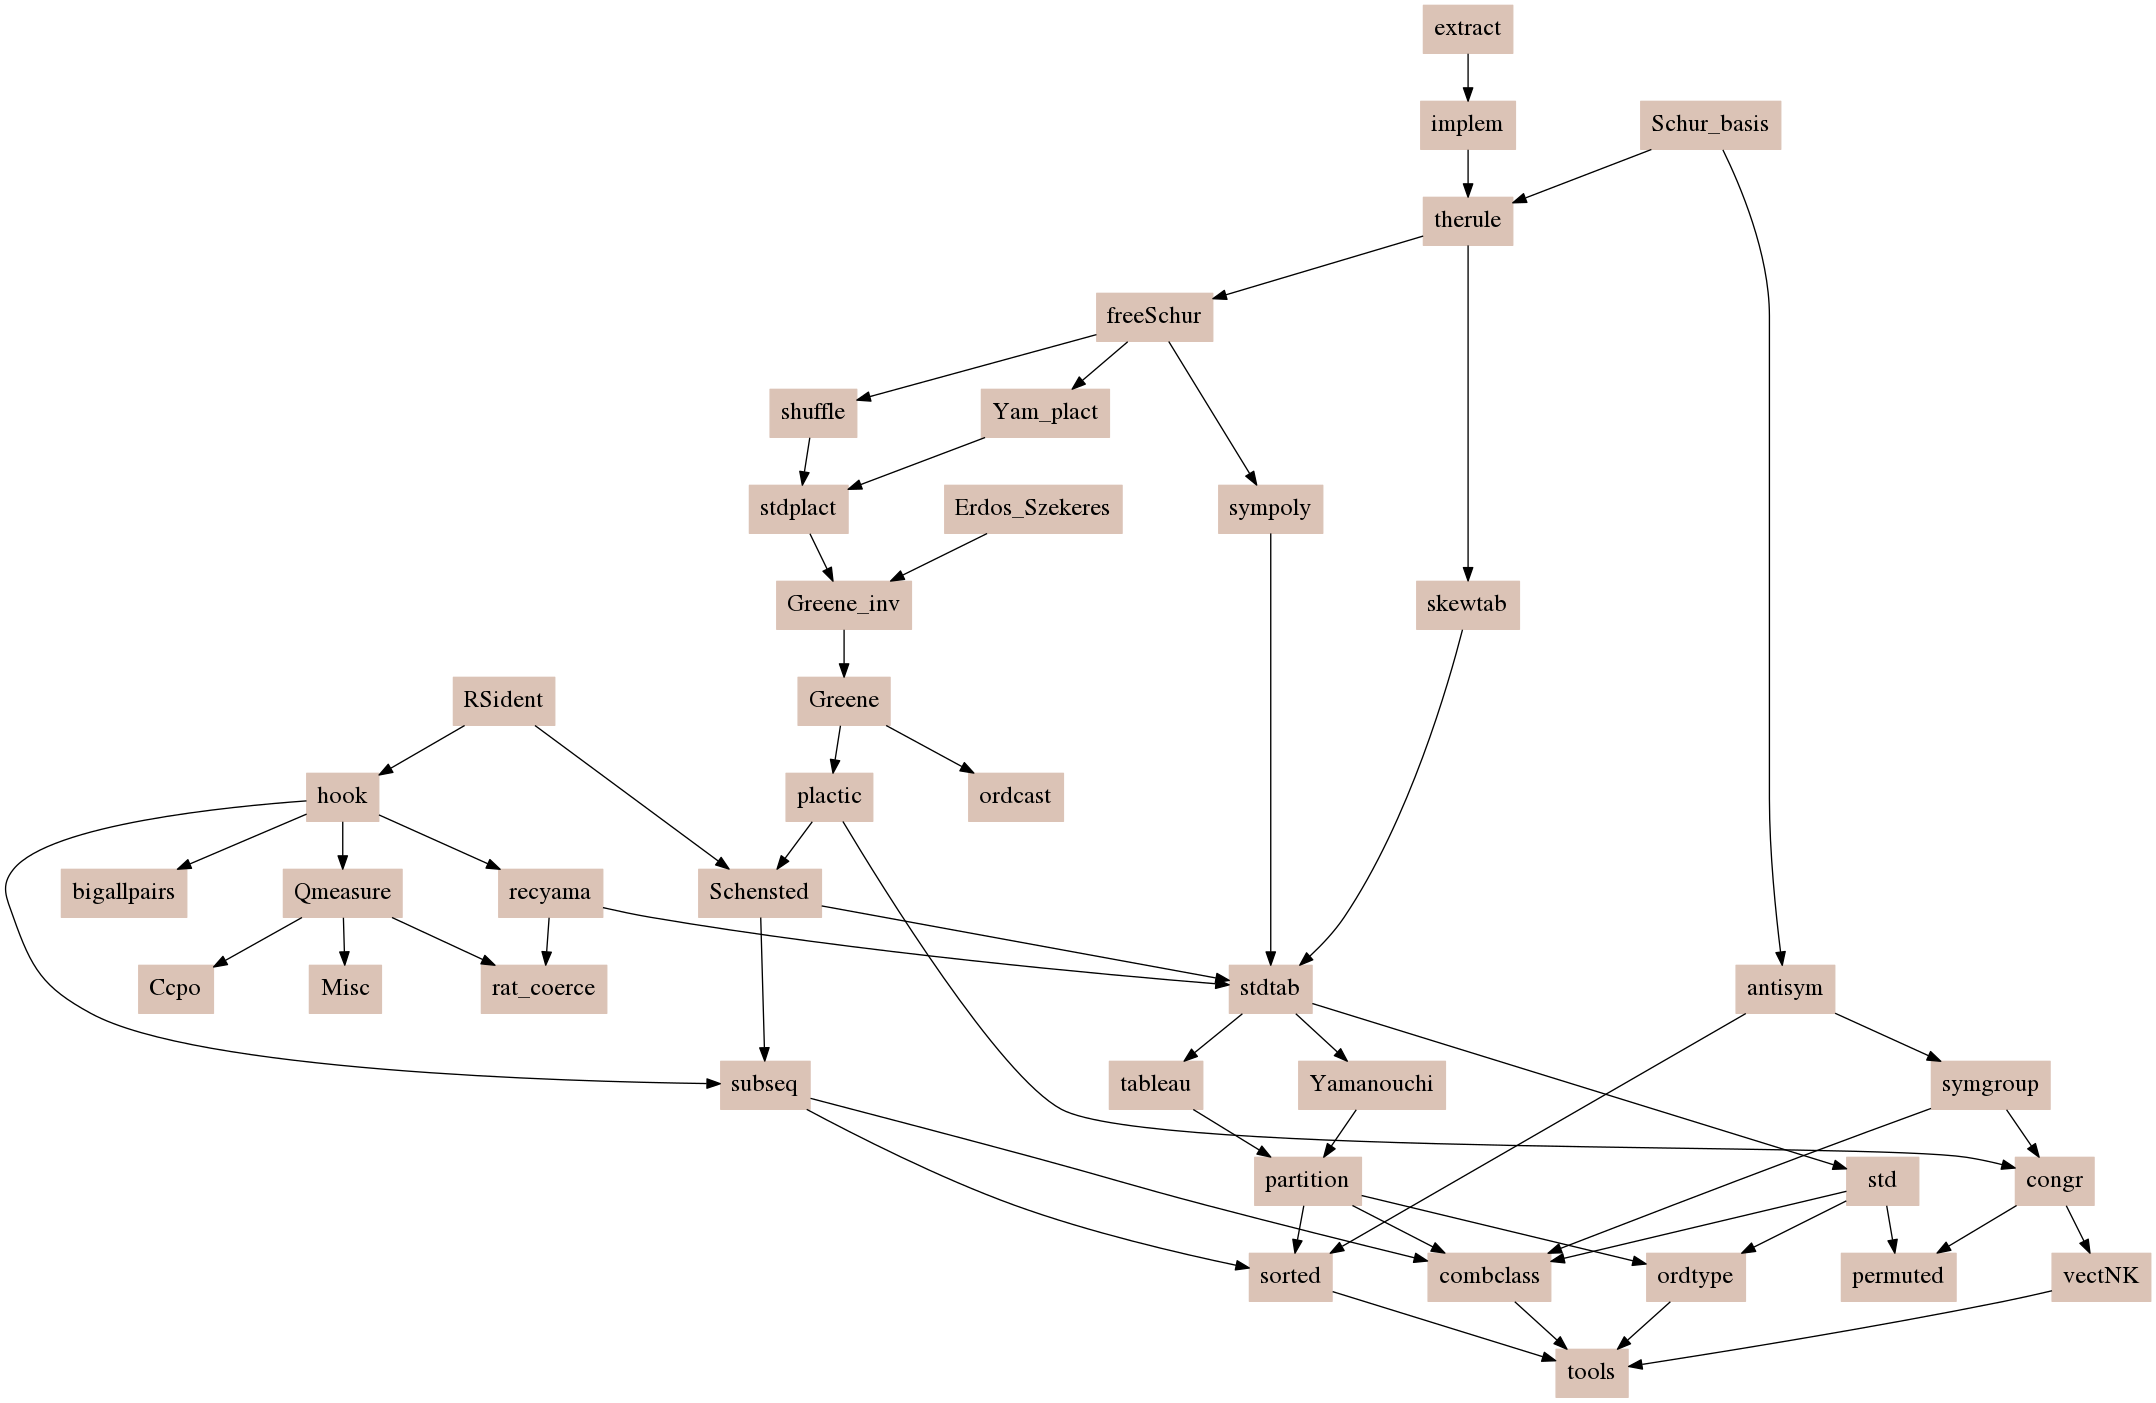 extract
implem
Schur_basis
therule
freeSchur
shuffle
Yam_plact
stdplact
Erdos_Szekeres
sympoly
Greene_inv
skewtab
RSident
Greene
hook
plactic
ordcast
bigallpairs
Qmeasure
recyama
Schensted
Ccpo
Misc
rat_coerce
stdtab
antisym
subseq
tableau
Yamanouchi
symgroup
partition
std
congr
sorted
combclass
ordtype
permuted
vectNK
tools